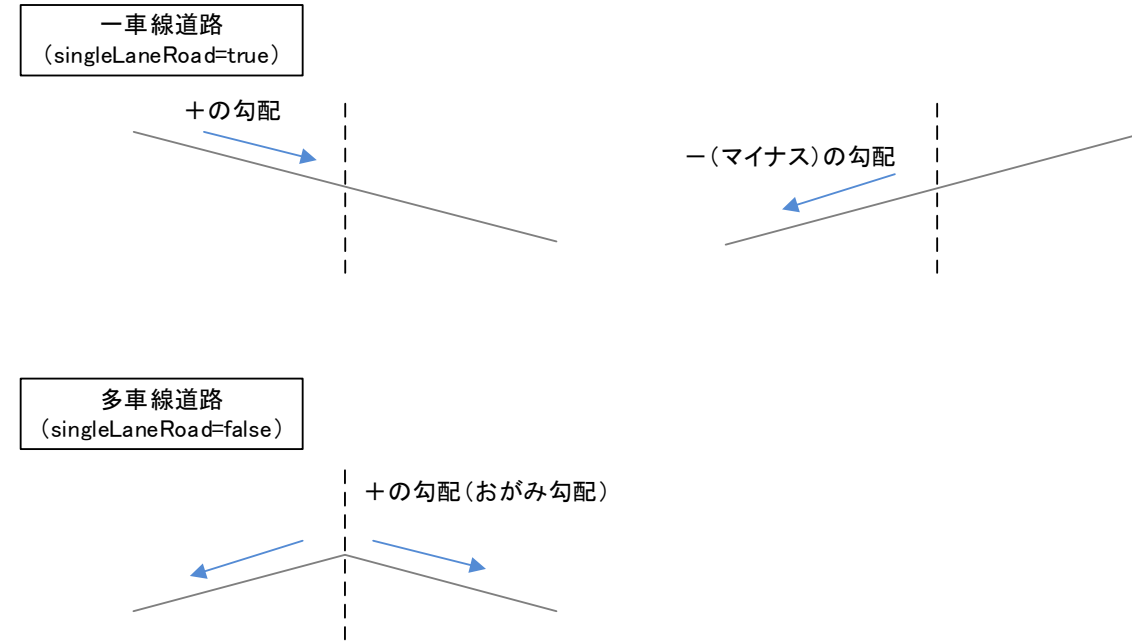 一車線道路
（singleLaneRoad=true）
＋の勾配
－（マイナス）の勾配
多車線道路
（singleLaneRoad=false）
＋の勾配（おがみ勾配）